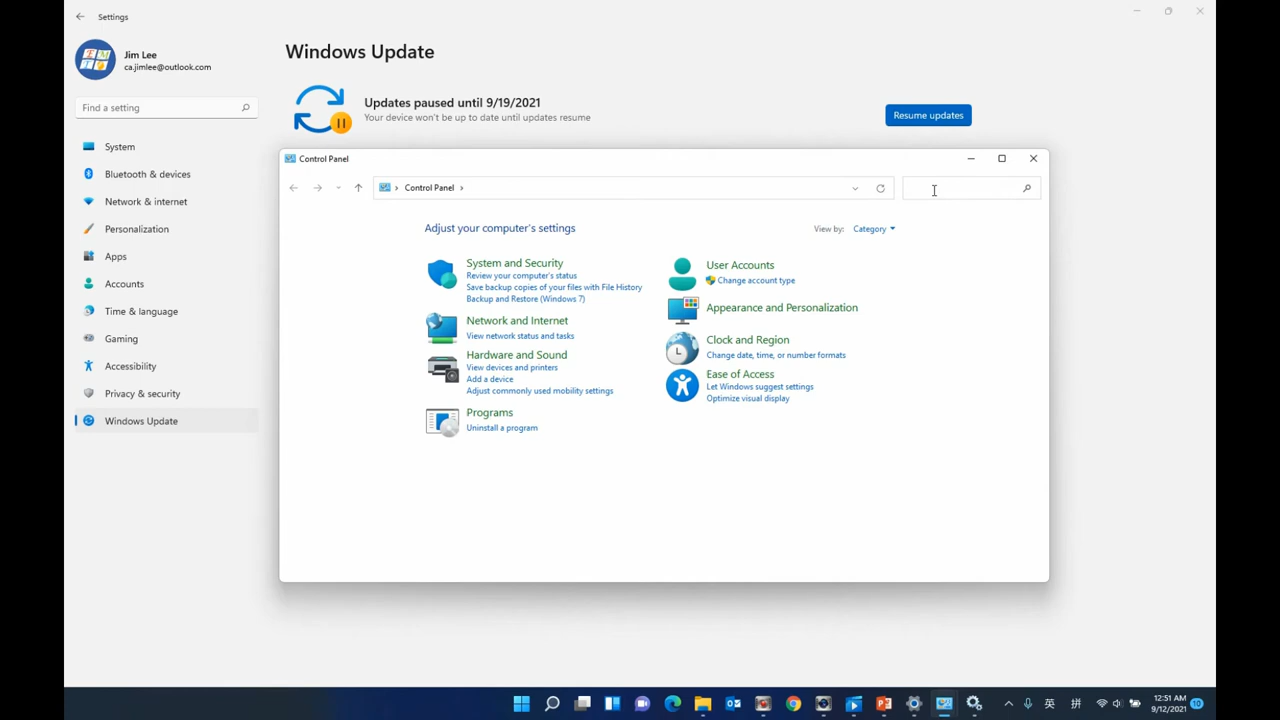 Settings
Jim Lee
ca.jimlee@outlook.com
Find a setting
System
Bluetooth & devices
Network & internet
Personalization
Apps
Accounts
Time & language
Gaming
Accessibility
Privacy & security
Windows Update
Windows Update
Updates paused until 9/19/2021
Your device won't be up to date until updates resume
Resume updates
Control Panel
Control Panel
Adjust your computer's settings
View by: Category
System and Security
Review your computer's status
Save backup copies of your files with File History
Backup and Restore (Windows 7)
Network and Internet
View network status and tasks
Hardware and Sound
View devices and printers
Add a device
Adjust commonly used mobility settings
Programs
Uninstall a program
User Accounts
Change account type
Appearance and Personalization
Clock and Region
Change date, time, or number formats
Ease of Access
Let Windows suggest settings
Optimize visual display
英 拼
12:51 AM
9/12/2021
10